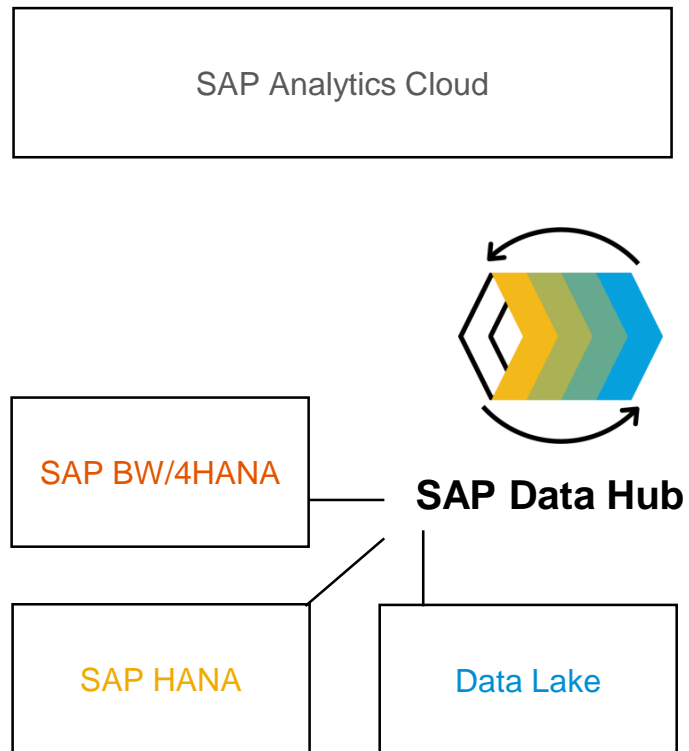 SAP Analytics Cloud
SAP BW/4HANA
SAP Data Hub
SAP HANA
Data Lake